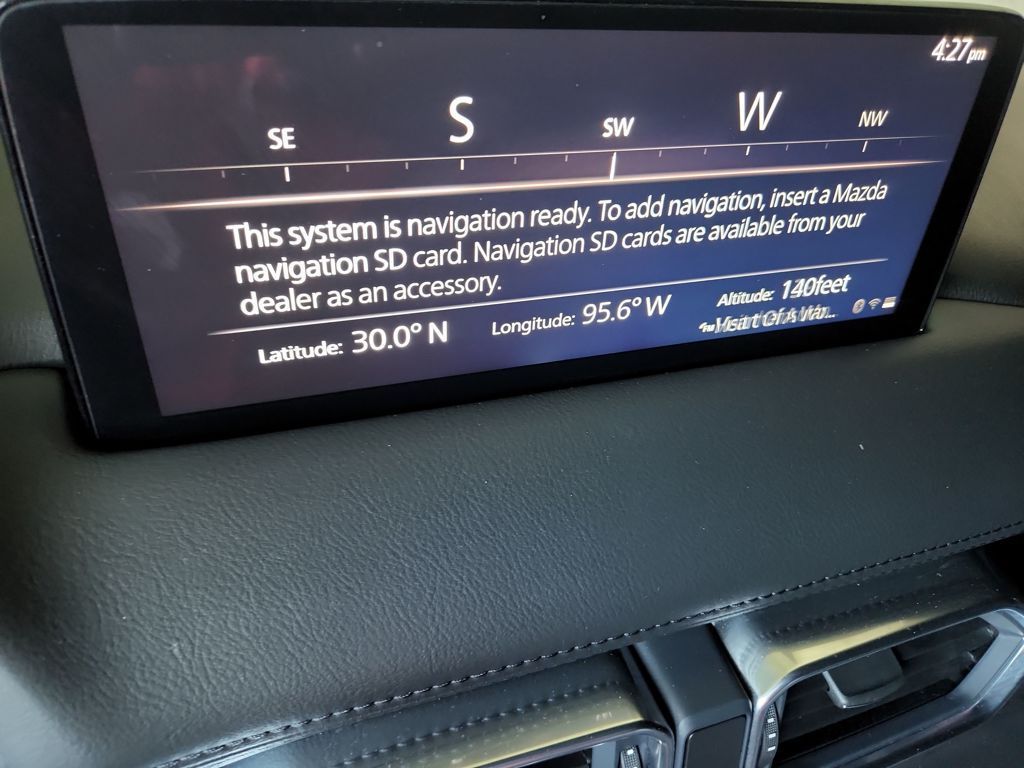 4:27pm
SE S SW W NW
This system is navigation ready. To add navigation, insert a Mazda
navigation SD card. Navigation SD cards are available from your
dealer as an accessory.
Latitude: 30.0° N Longitude: 95.6° W Altitude: feet